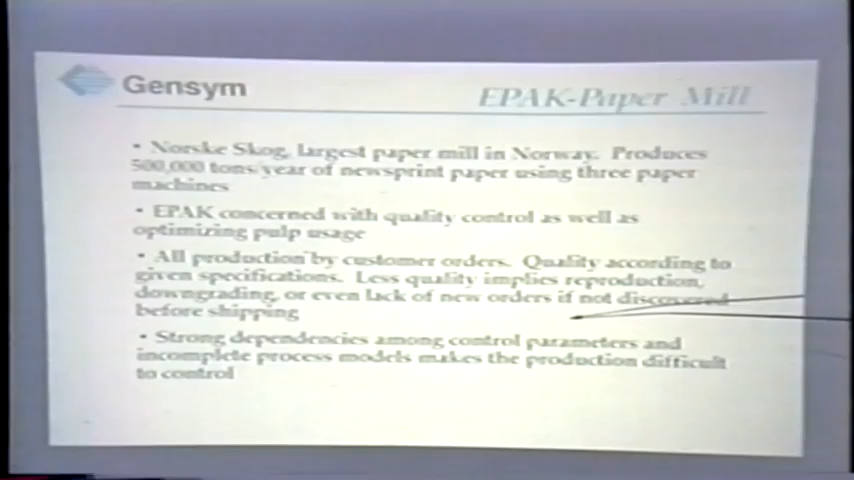 Gensym
EPAK-Paper Mill
• Norske Skog, largest paper mill in Norway. Produces
500,000 tons/year of newsprint paper using three paper
machines
• EPAK concerned with quality control as well as
optimizing pulp usage
• All production by customer orders. Quality according to
given specifications. Less quality implies reproduction,
downgrading, or even lack of new orders if not discovered
before shipping
• Strong dependencies among control parameters and
incomplete process models makes the production difficult
to control